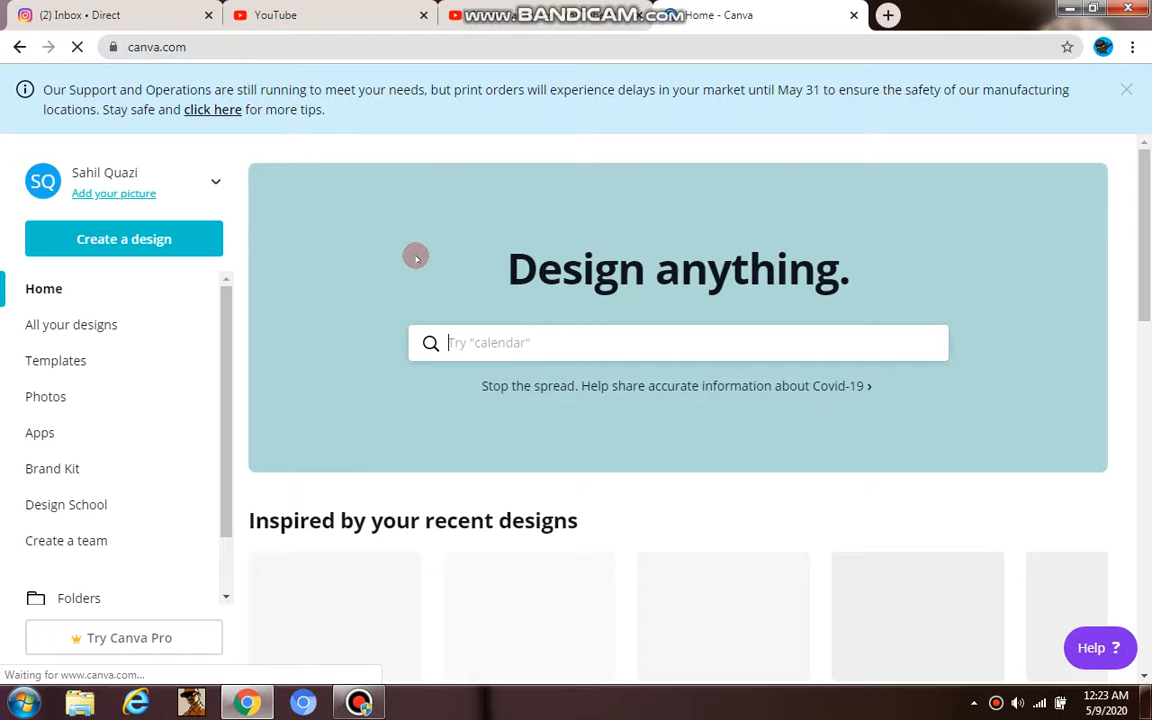 (2) Inbox • Direct
YouTube
www.BANDICAM.com
Home - Canva
canva.com
Our Support and Operations are still running to meet your needs, but print orders will experience delays in your market until May 31 to ensure the safety of our manufacturing
locations. Stay safe and click here for more tips.
SQ
Sahil Quazi
Add your picture
Create a design
Home
All your designs
Templates
Photos
Apps
Brand Kit
Design School
Create a team
Folders
Try Canva Pro
Design anything.
Try "calendar"
Stop the spread. Help share accurate information about Covid-19 ›
Inspired by your recent designs
Help ?
Waiting for www.canva.com...
12:23 AM
5/9/2020